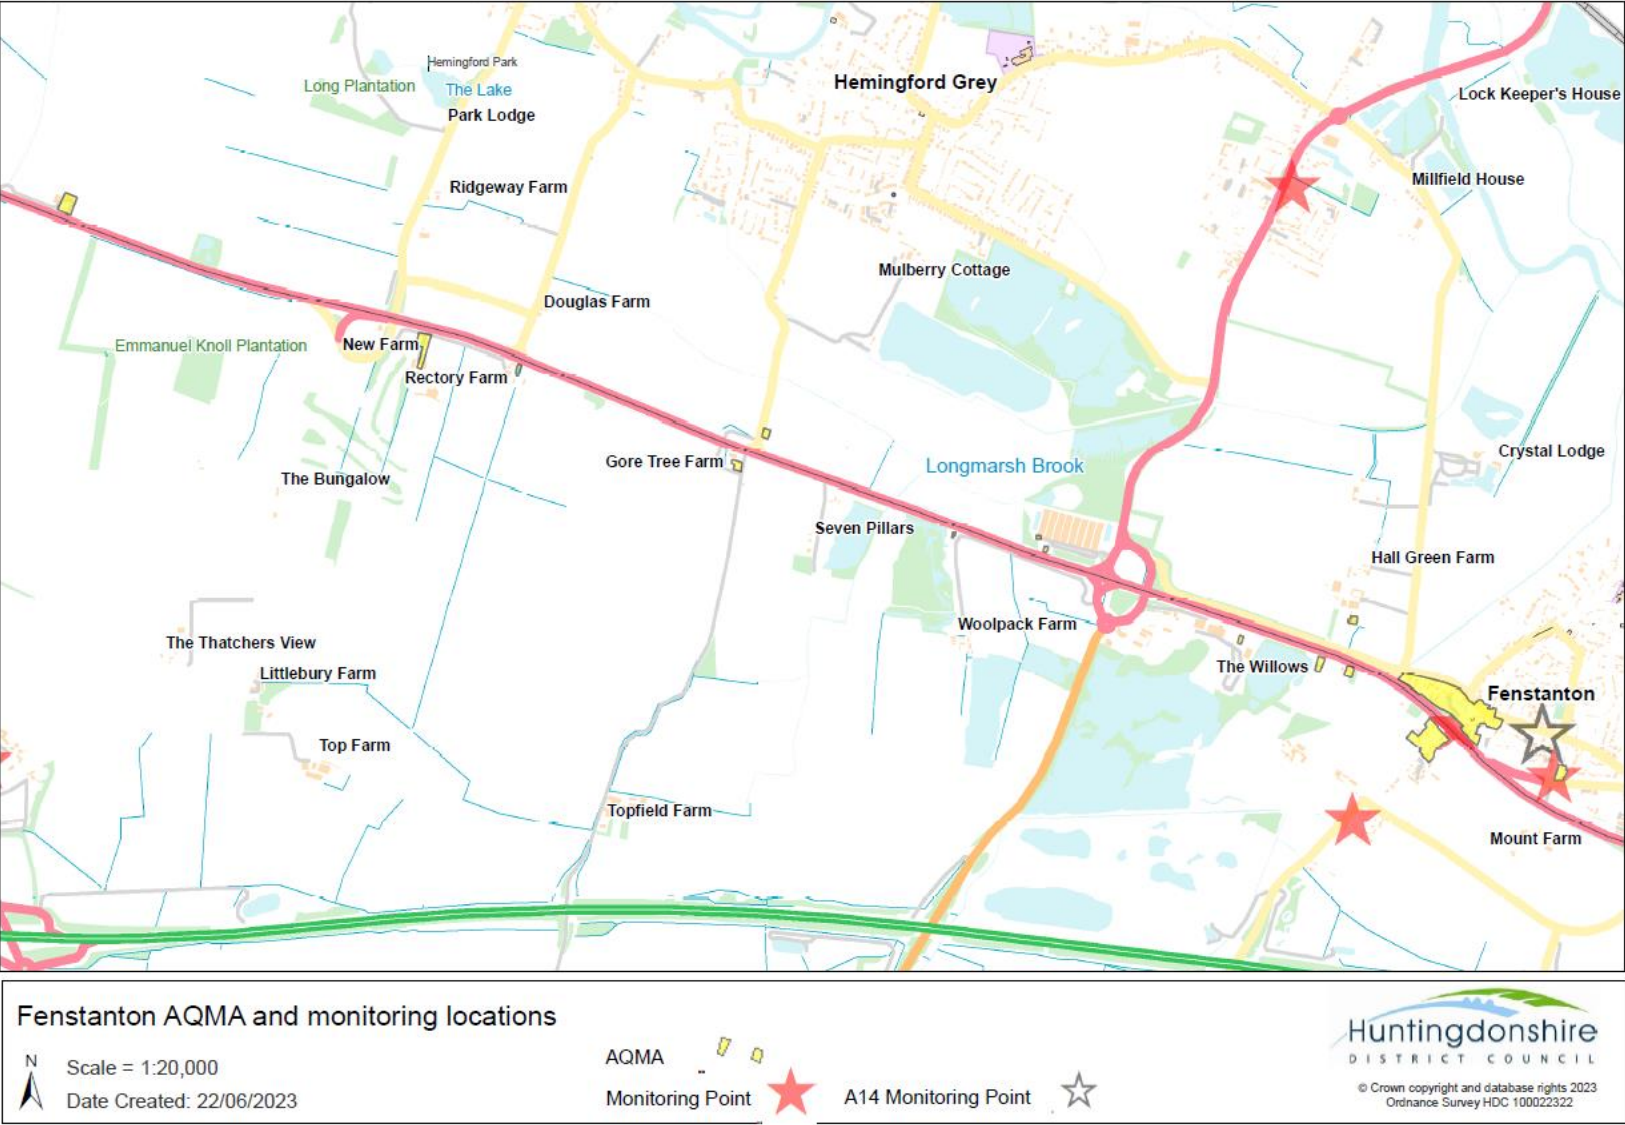 Hemingford Park
Long Plantation
The Lake
Park Lodge
Hemingford Grey
Lock Keeper's House
Ridgeway Farm
Millfield House
Mulberry Cottage
Douglas Farm
Emmanuel Knoll Plantation
New Farm
Rectory Farm
Gore Tree Farm
Longmarsh Brook
Crystal Lodge
The Bungalow
Seven Pillars
Hall Green Farm
Woolpack Farm
The Thatchers View
The Willows
Littlebury Farm
Fenstanton
Top Farm
Topfield Farm
Mount Farm
Fenstanton AQMA and monitoring locations
N
Scale = 1:20,000
Date Created: 22/06/2023
AQMA
Monitoring Point
A14 Monitoring Point
Huntingdonshire
DISTRICT COUNCIL
© Crown copyright and database rights 2023
Ordnance Survey HDC 100022322